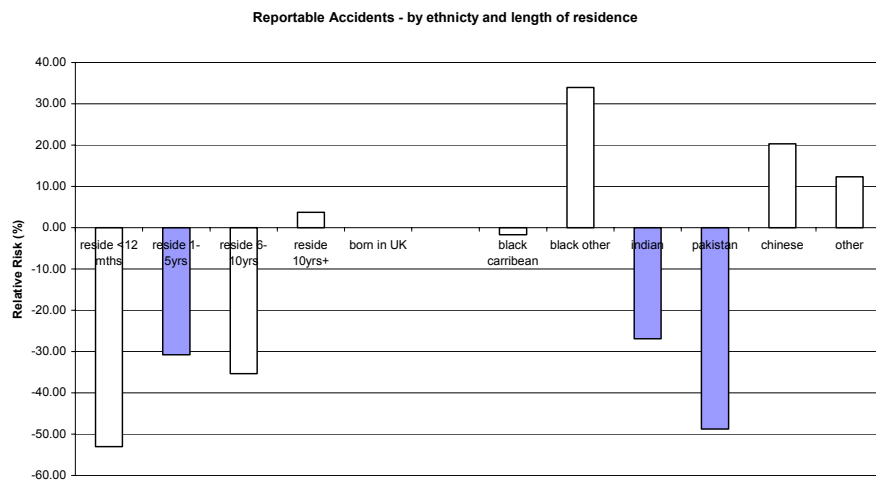 Reportable Accidents - by ethnicty and length of residence
40.00
30.00
20.00
10.00
0.00
-10.00
-20.00
-30.00
-40.00
-50.00
-60.00
Relative Risk (%)
reside <12
mths
reside 1-
5yrs
reside 6-
10yrs
reside
10yrs+
born in UK
black
carribean
black other
indian
pakistan
chinese
other